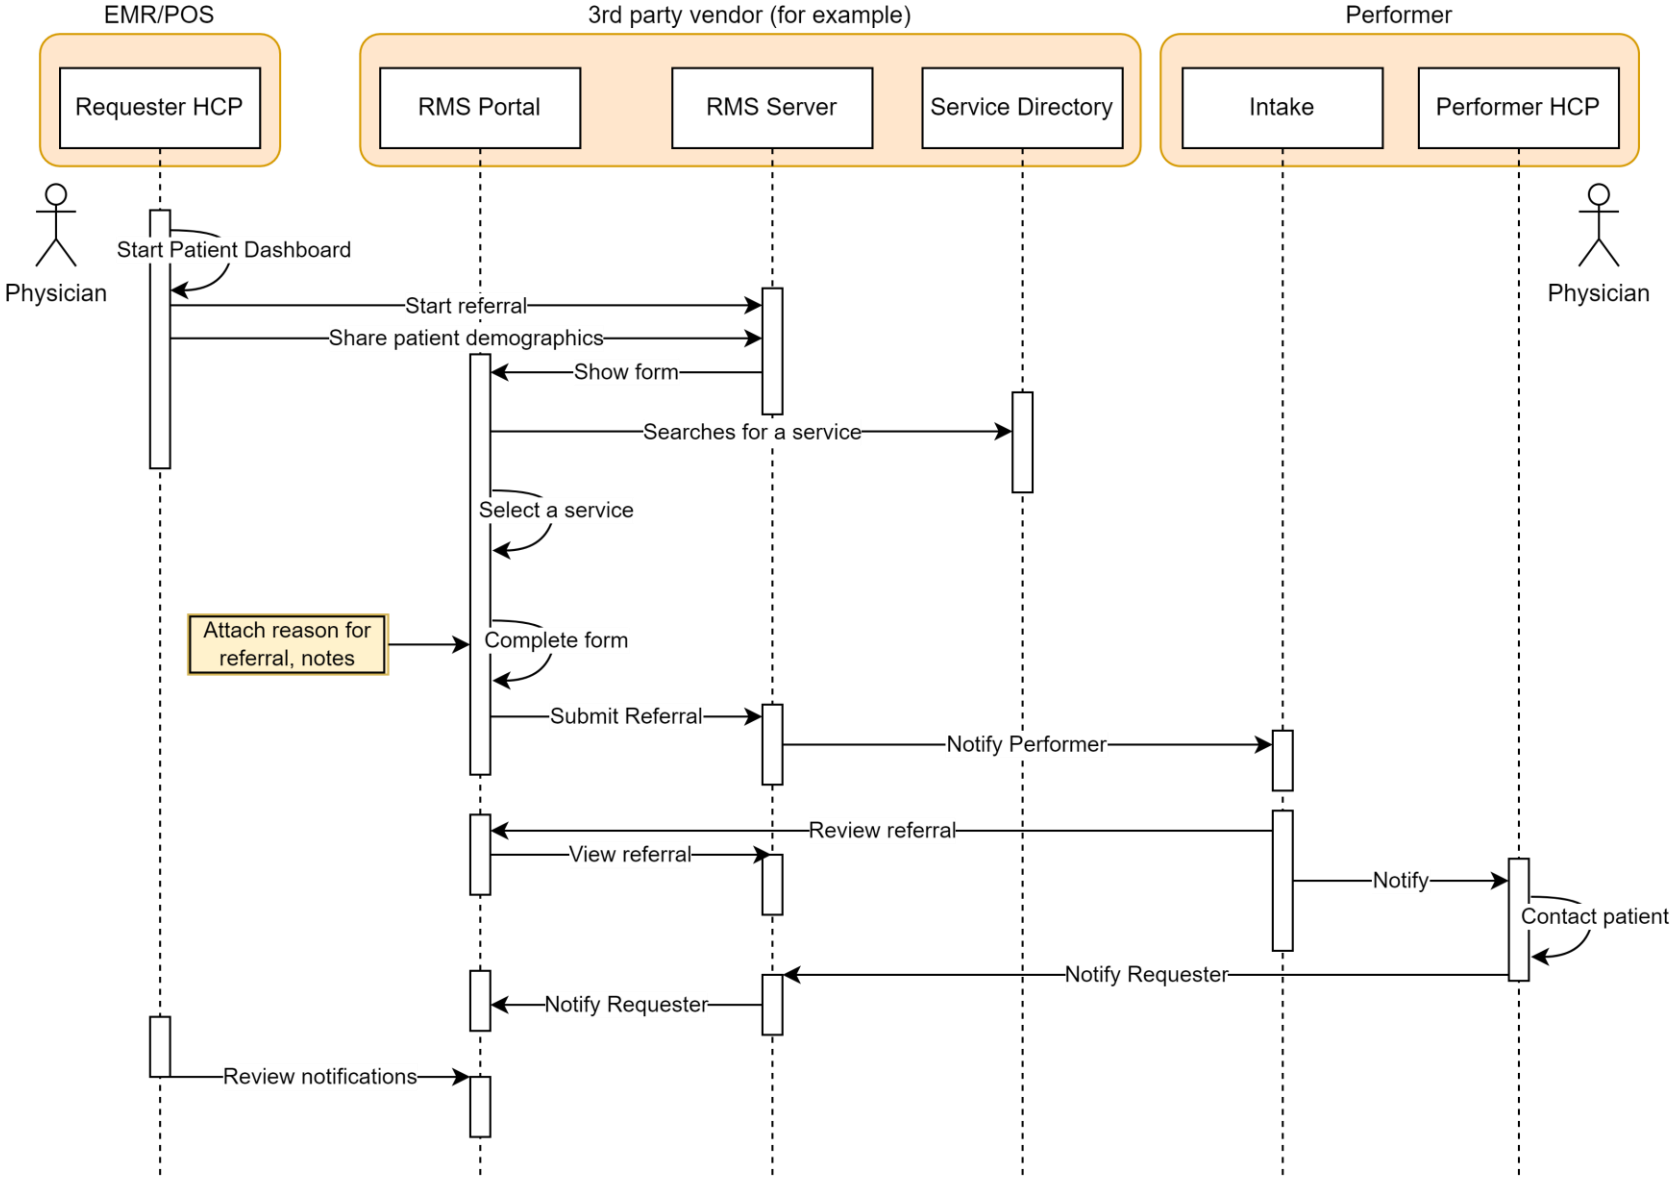 EMR/POS
3rd party vendor (for example)
Performer
Requester HCP
RMS Portal
RMS Server
Service Directory
Intake
Performer HCP
Physician
Physician
Start Patient Dashboard
Start referral
Share patient demographics
Show form
Searches for a service
Select a service
Attach reason for
referral, notes
Complete form
Submit Referral
Notify Performer
Review referral
View referral
Notify
Contact patient
Notify Requester
Notify Requester
Review notifications